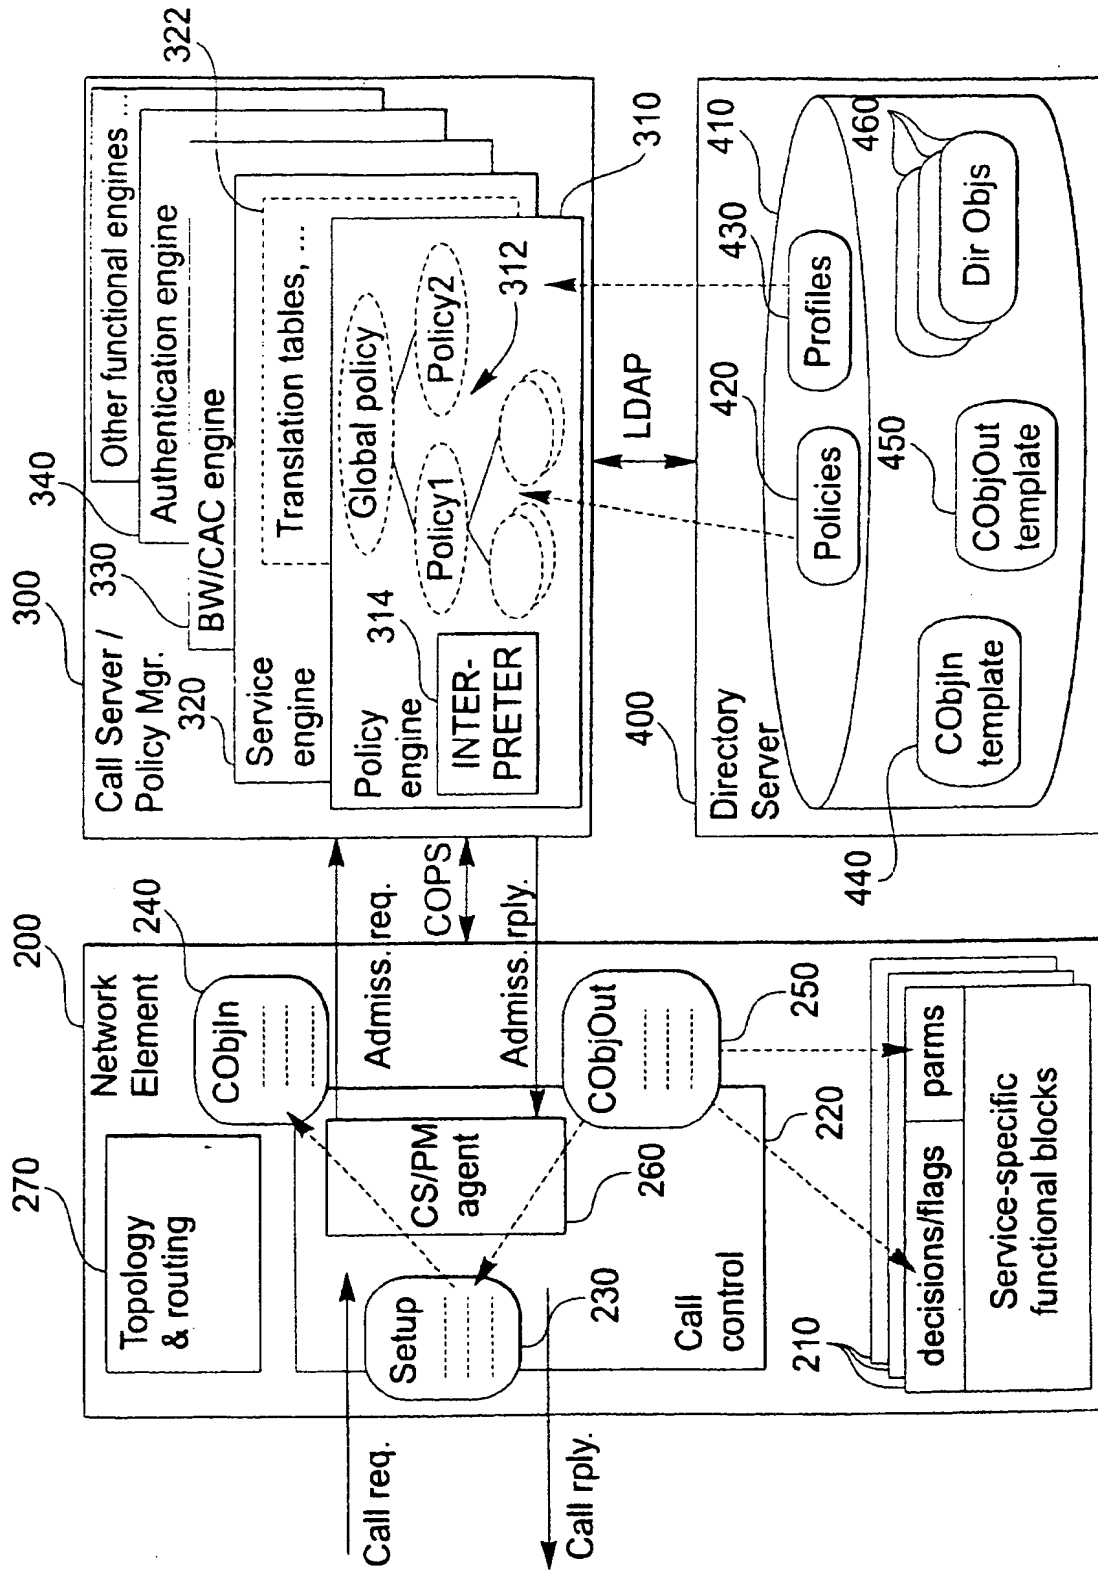 200
Network
Element
270
Topology
& routing
240
CObjIn
Call req.
Call rply.
Setup
230
CS/PM
agent
260
Call
control
220
CObjOut
250
Admiss. req.
COPS
Admiss. rply.
210
decisions/flags
parms
Service-specific
functional blocks
300
Call Server /
Policy Mgr.
340
330
320
322
Other functional engines ...
Authentication engine
BW/CAC engine
Service
engine
Translation tables, ...
Policy
engine
314
INTER-
PRETER
Global policy
Policy1
Policy2
312
310
LDAP
400
Directory
Server
420
430
410
Policies
Profiles
460
Dir Objs
450
CObjOut
template
CObjIn
template
440